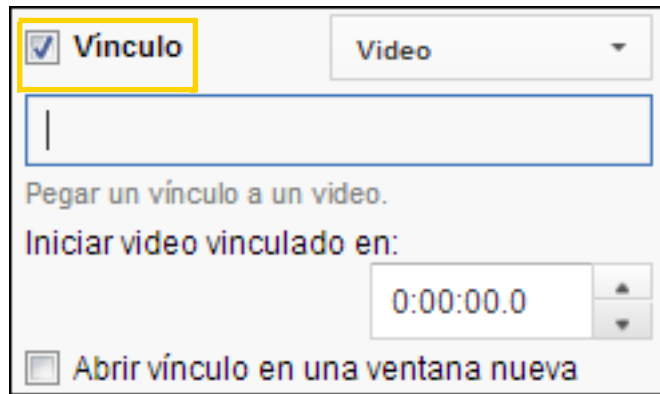 Vínculo Video
Pegar un vínculo a un video.
Iniciar video vinculado en:
0:00:00.0
Abrir vínculo en una ventana nueva